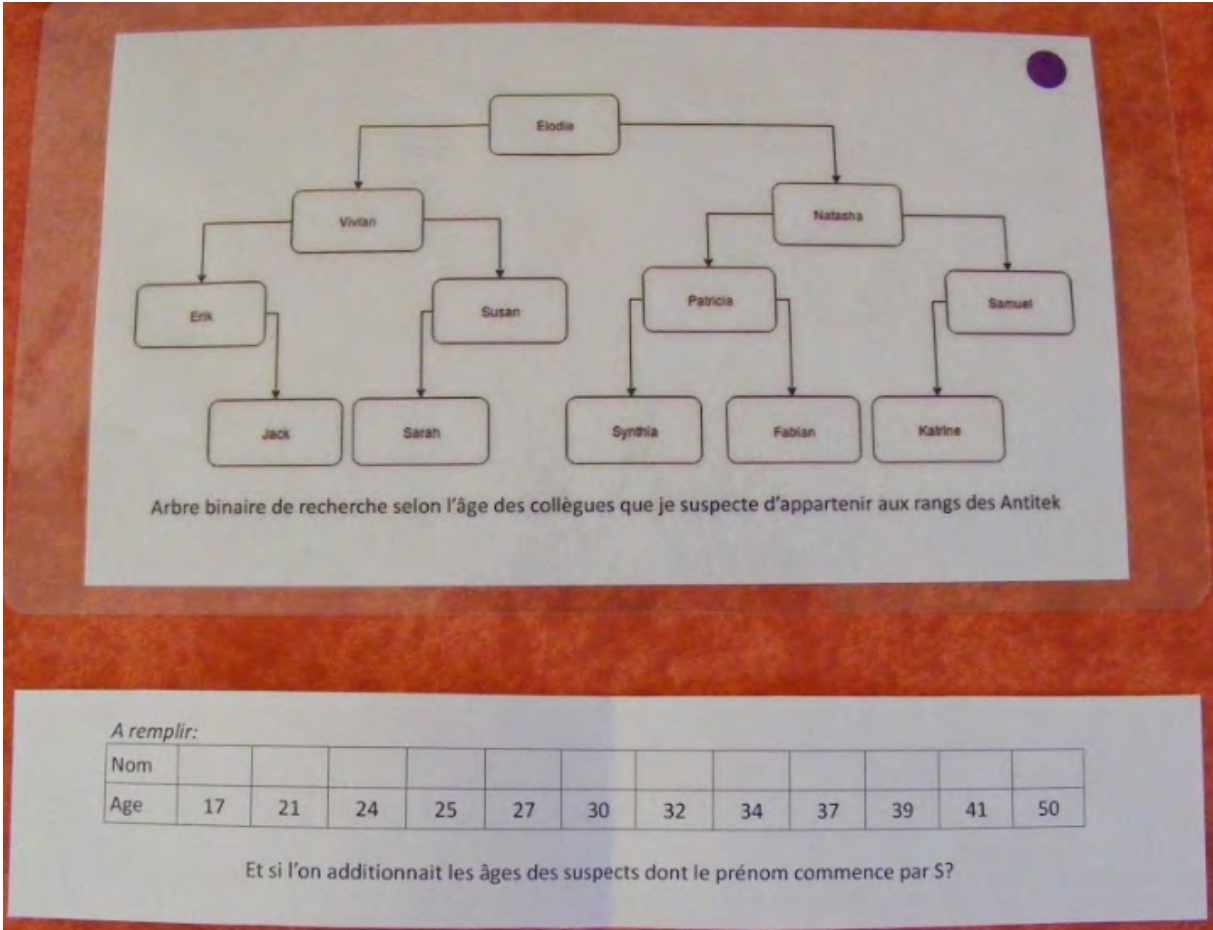 Elodie
Vivian
Natasha
Erik
Susan
Patricia
Samuel
Jack
Sarah
Synthia
Fabian
Katrine
Arbre binaire de recherche selon l'âge des collègues que je suspecte d'appartenir aux rangs des Antitek
A remplir:
Nom
Age 17 21 24 25 27 30 32 34 37 39 41 50
Et si l'on additionnait les âges des suspects dont le prénom commence par S?